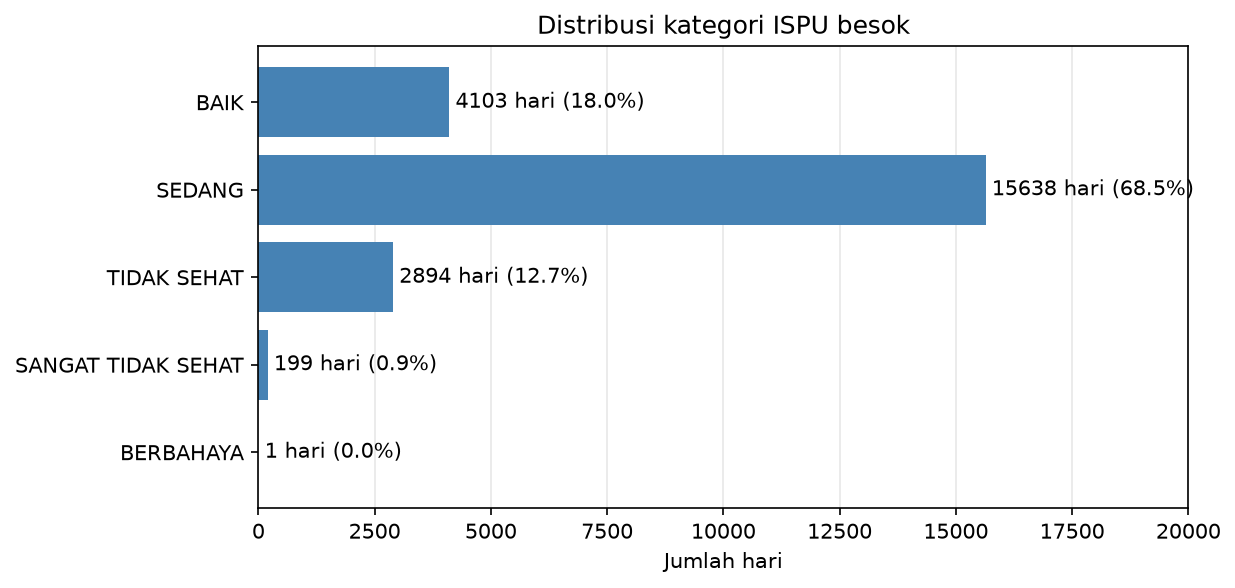 Distribusi kategori ISPU besok
BAIK
4103 hari (18.0%)
SEDANG
15638 hari (68.5%)
TIDAK SEHAT
2894 hari (12.7%)
SANGAT TIDAK SEHAT
199 hari (0.9%)
BERBAHAYA
1 hari (0.0%)
0 2500 5000 7500 10000 12500 15000 17500 20000
Jumlah hari